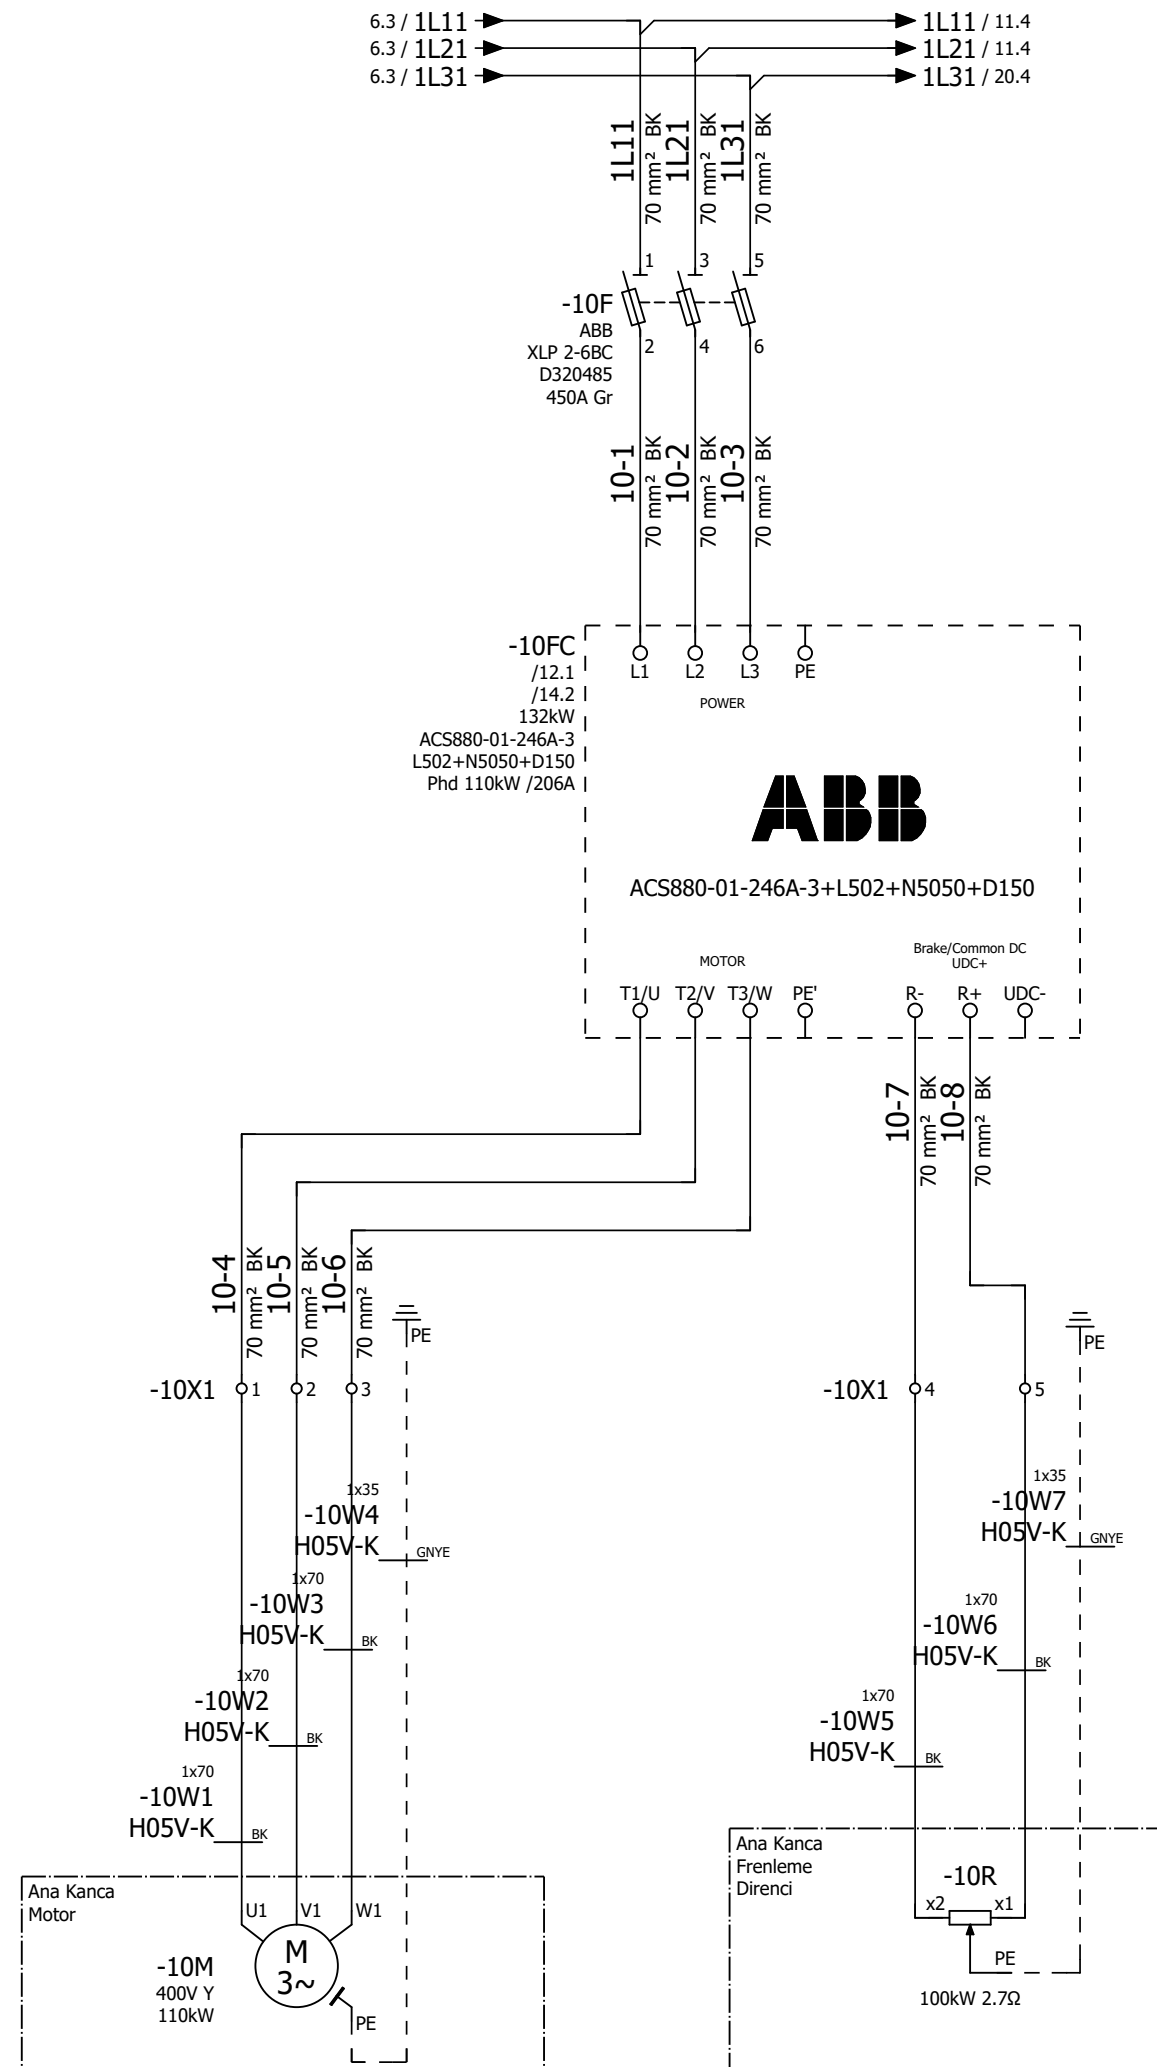 6.3 / 1L11
1L11 / 11.4
6.3 / 1L21
1L21 / 11.4
6.3 / 1L31
1L31 / 20.4
1L11
70 mm² BK
1L21
70 mm² BK
1L31
70 mm² BK
1
3
5
-10F
ABB
XLP 2-6BC
D320485
450A Gr
2
4
6
10-1
70 mm² BK
10-2
70 mm² BK
10-3
70 mm² BK
-10FC
/12.1
/14.2
132kW
ACS880-01-246A-3
L502+N5050+D150
Phd 110kW /206A
L1
L2
L3
PE
POWER
ABB
ACS880-01-246A-3+L502+N5050+D150
MOTOR
Brake/Common DC
UDC+
T1/U
T2/V
T3/W
PE'
R-
R+
UDC-
10-7
70 mm² BK
10-8
70 mm² BK
10-4
70 mm² BK
10-5
70 mm² BK
10-6
70 mm² BK
PE
PE
-10X1
1
2
3
-10X1
4
5
1x35
-10W4
H05V-K
GNYE
1x70
-10W3
H05V-K
BK
1x70
-10W2
H05V-K
BK
1x70
-10W1
H05V-K
BK
1x35
-10W7
H05V-K
GNYE
1x70
-10W6
H05V-K
BK
1x70
-10W5
H05V-K
BK
Ana Kanca
Motor
U1
V1
W1
M
3~
-10M
400V Y
110kW
PE
Ana Kanca
Frenleme
Direnci
-10R
x2
x1
PE
100kW 2.7Ω